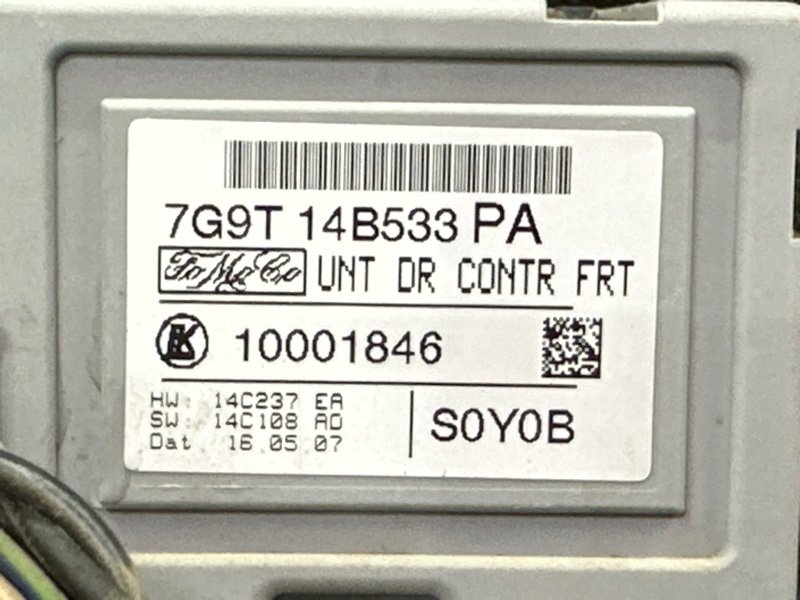 7G9T 14B533 PA
FoMoCo UNT DR CONTR FRT
K 10001846
HW: 14C237 EA
SW: 14C108 AD
Dat 16.05.07
S0Y0B